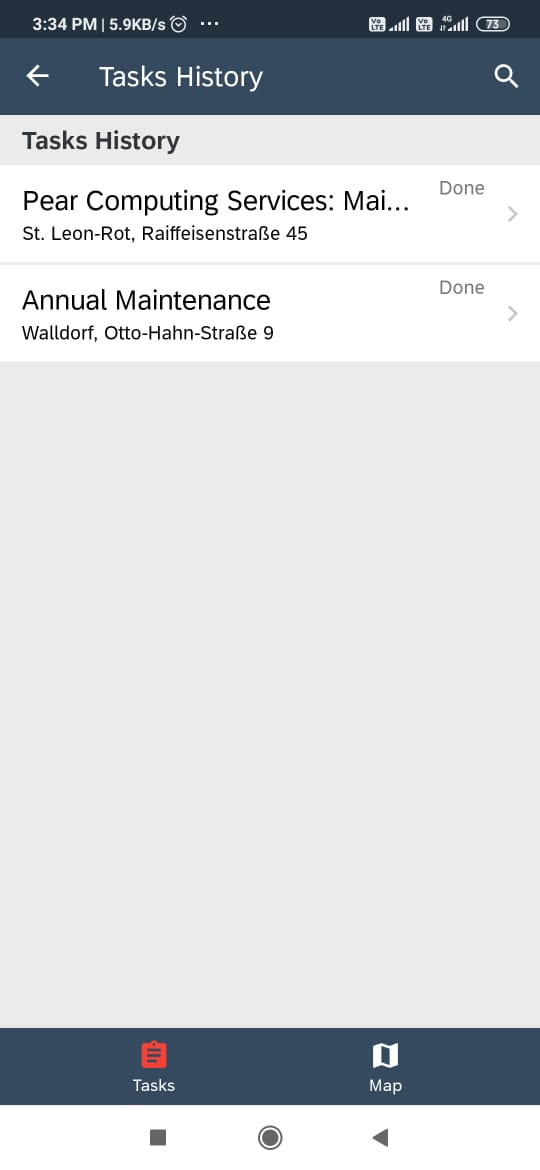 3:34 PM | 5.9KB/s ...
Vo LTE Vo LTE 4G 73
Tasks History
Tasks History
Pear Computing Services: Mai...
Done
St. Leon-Rot, Raiffeisenstraße 45
Annual Maintenance
Done
Walldorf, Otto-Hahn-Straße 9
Tasks
Map